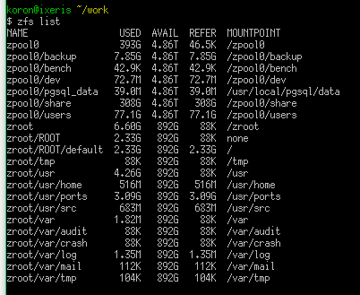 koron@ixeris ~/work
$ zfs list
NAME USED AVAIL REFER MOUNTPOINT
zpool0 393G 4.86T 46.5K /zpool0
zpool0/backup 7.85G 4.86T 7.85G /zpool0/backup
zpool0/bench 42.9K 4.86T 42.9K /zpool0/bench
zpool0/dev 72.7M 4.86T 72.7M /zpool0/dev
zpool0/pgsql_data 39.0M 4.86T 39.0M /usr/local/pgsql/data
zpool0/share 308G 4.86T 308G /zpool0/share
zpool0/users 77.1G 4.86T 77.1G /zpool0/users
zroot 6.60G 892G 88K /zroot
zroot/ROOT 2.33G 892G 88K none
zroot/ROOT/default 2.33G 892G 2.33G /
zroot/tmp 88K 892G 88K /tmp
zroot/usr 4.26G 892G 88K /usr
zroot/usr/home 516M 892G 516M /usr/home
zroot/usr/ports 3.09G 892G 3.09G /usr/ports
zroot/usr/src 683M 892G 683M /usr/src
zroot/var 1.82M 892G 88K /var
zroot/var/audit 88K 892G 88K /var/audit
zroot/var/crash 88K 892G 88K /var/crash
zroot/var/log 1.35M 892G 1.35M /var/log
zroot/var/mail 112K 892G 112K /var/mail
zroot/var/tmp 104K 892G 104K /var/tmp